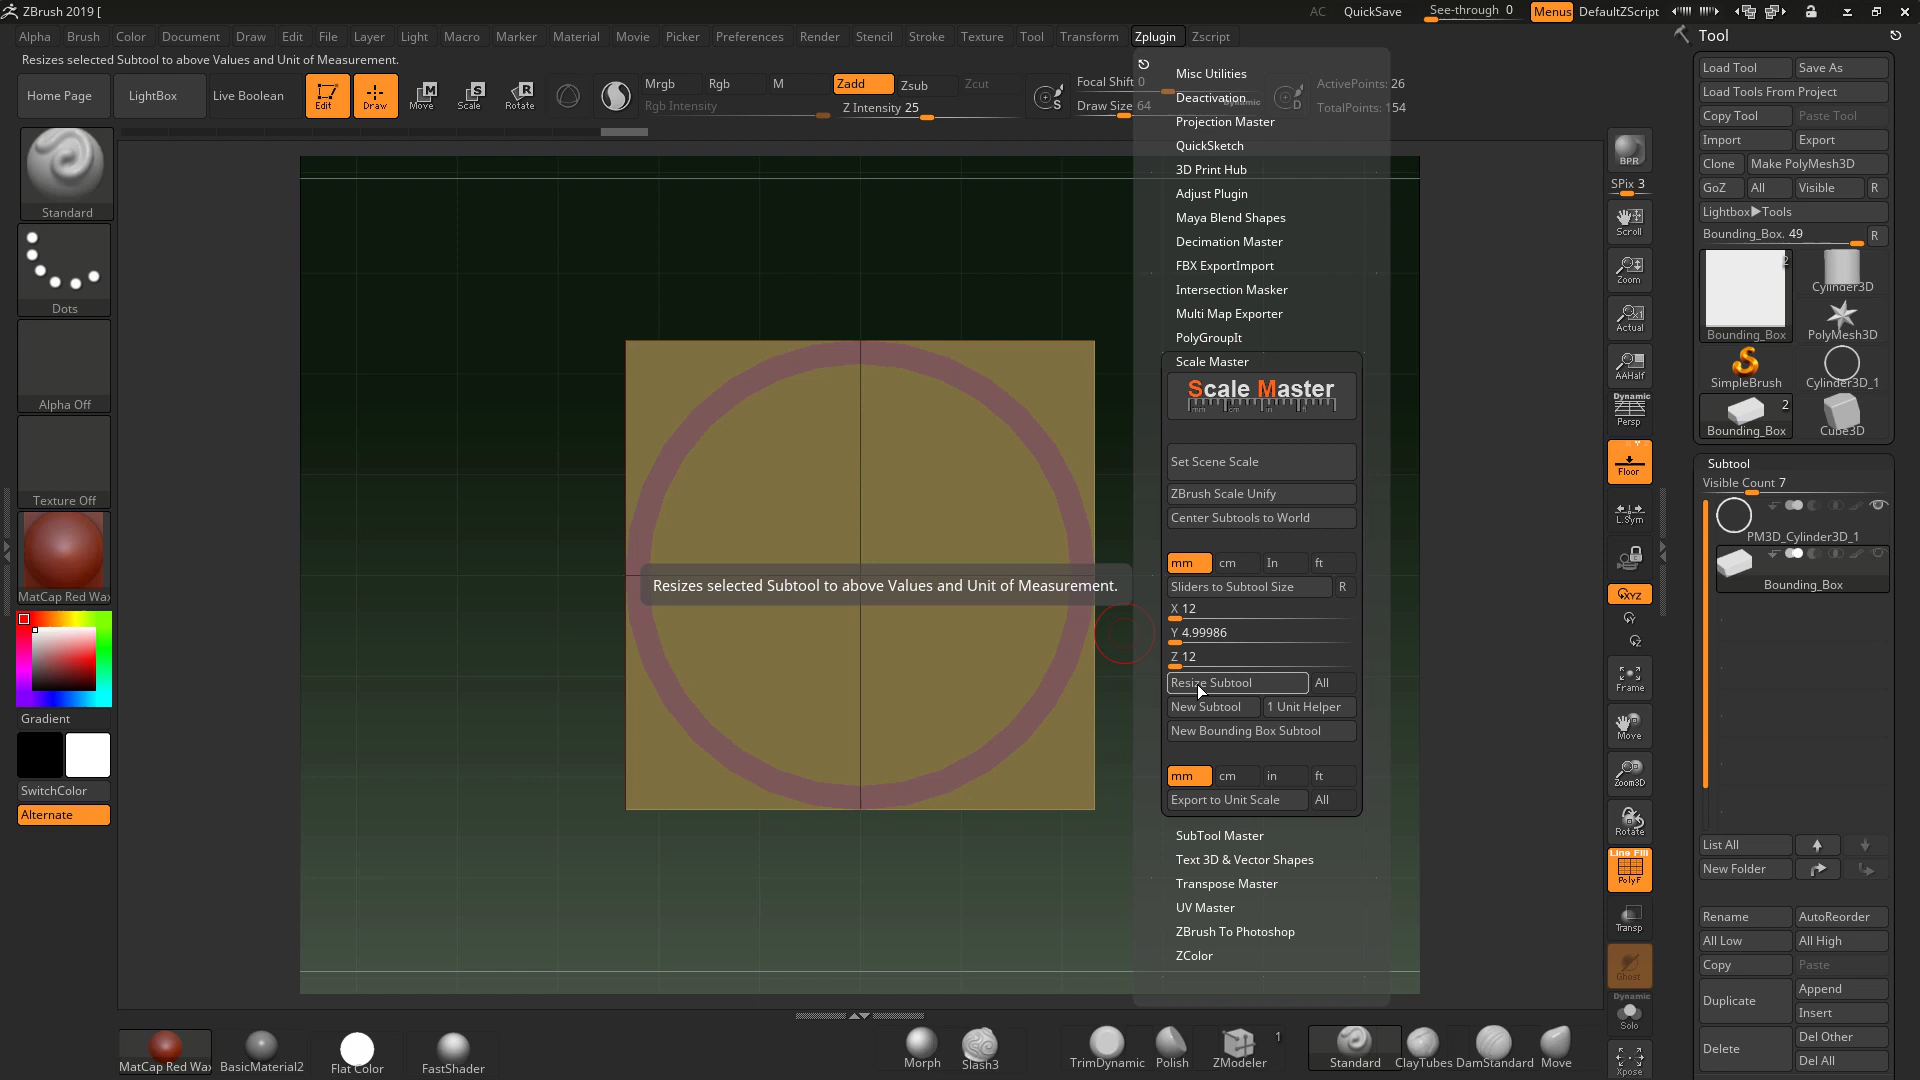 ZBrush 2019 [
AC QuickSave See-through 0 Menus DefaultZScript
Alpha Brush Color Document Draw Edit File Layer Light Macro Marker Material Movie Picker Preferences Render Stencil Stroke Texture Tool Transform Zplugin Zscript
Resizes selected Subtool to above Values and Unit of Measurement.
Home Page LightBox Live Boolean Edit Draw Move Scale Rotate
Mrgb Rgb M Zadd Zsub Zcut
Rgb Intensity Z Intensity 25
Focal Shift 0
Draw Size 64 Dynamic
ActivePoints: 26
TotalPoints: 154
Standard
Dots
Alpha Off
Texture Off
MatCap Red Wax
Gradient
SwitchColor
Alternate
Resizes selected Subtool to above Values and Unit of Measurement.
Misc Utilities
Deactivation
Projection Master
QuickSketch
3D Print Hub
Adjust Plugin
Maya Blend Shapes
Decimation Master
FBX ExportImport
Intersection Masker
Multi Map Exporter
PolyGroupIt
Scale Master
Scale Master
mm cm in ft
Set Scene Scale
ZBrush Scale Unify
Center Subtools to World
mm cm In ft
Sliders to Subtool Size R
X 12
Y 4.99986
Z 12
Resize Subtool All
New Subtool 1 Unit Helper
New Bounding Box Subtool
mm cm in ft
Export to Unit Scale All
SubTool Master
Text 3D & Vector Shapes
Transpose Master
UV Master
ZBrush To Photoshop
ZColor
BPR
SPix 3
Scroll
Zoom
Actual
AAHalf
Dynamic
Persp
Floor
L.Sym
XYZ
Frame
Move
Zoom3D
Rotate
Line Fill
PolyF
Transp
Ghost
Dynamic
Solo
Xpose
Tool
Load Tool Save As
Load Tools From Project
Copy Tool Paste Tool
Import Export
Clone Make PolyMesh3D
GoZ All Visible R
Lightbox▶Tools
Bounding_Box. 49 R
2
Bounding_Box Cylinder3D
PolyMesh3D
SimpleBrush Cylinder3D_1
2
Bounding_Box Cube3D
Subtool
Visible Count 7
PM3D_Cylinder3D_1
Bounding_Box
List All
New Folder
Rename AutoReorder
All Low All High
Copy Paste
Duplicate Append
Insert
Delete Del Other
Del All
MatCap Red Wax BasicMaterial2 Flat Color FastShader Morph Slash3 TrimDynamic Polish ZModeler 1 Standard ClayTubes DamStandard Move